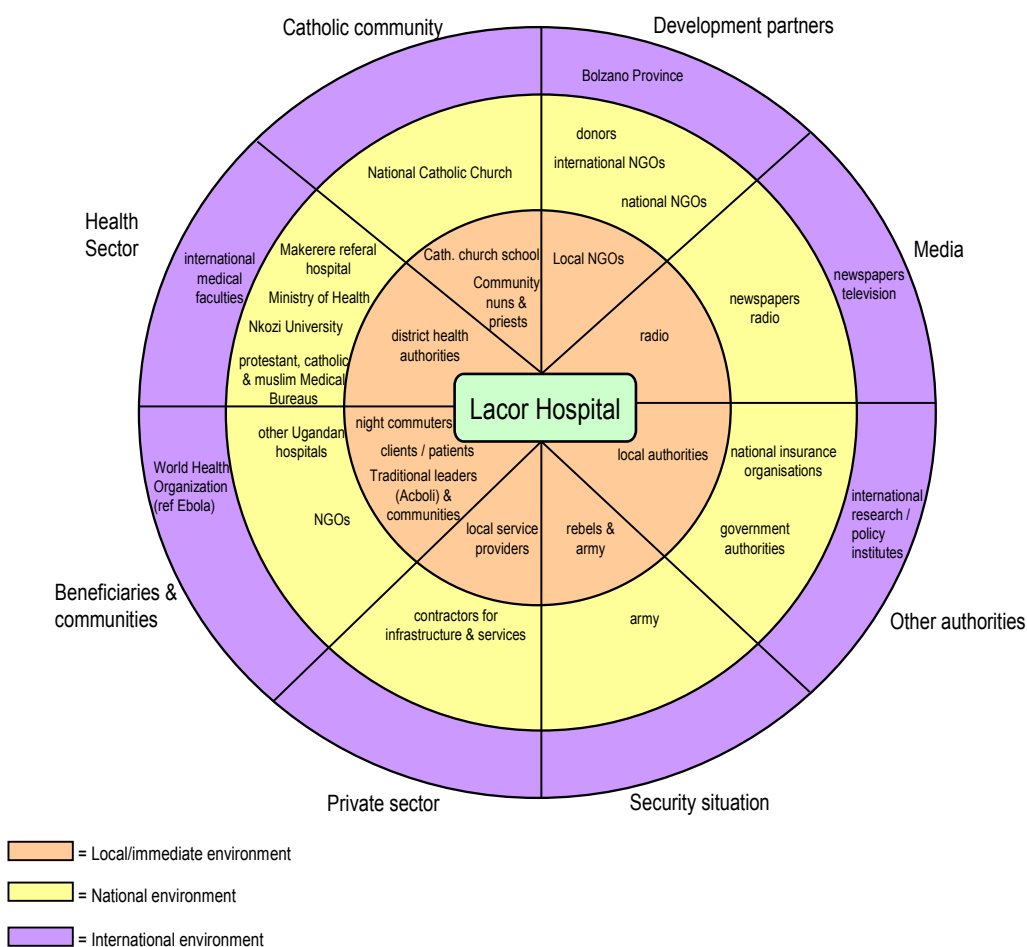 Catholic community
Development partners
Bolzano Province
donors
international NGOs
national NGOs
National Catholic Church
Health
Sector
Makerere referal
hospital
international
medical
faculties
Ministry of Health
Nkozi University
protestant, catholic
& muslim Medical
Bureaus
Cath. church school
Community
nuns &
priests
Local NGOs
district health
authorities
radio
newspapers
radio
newspapers
television
Media
Lacor Hospital
night commuters
clients / patients
Traditional leaders
(Acboli) &
communities
other Ugandan
hospitals
NGOs
World Health
Organization
(ref Ebola)
local service
providers
rebels &
army
local authorities
national insurance
organisations
government
authorities
international
research /
policy
institutes
Beneficiaries &
communities
contractors for
infrastructure & services
army
Other authorities
Private sector
Security situation
= Local/immediate environment
= National environment
= International environment